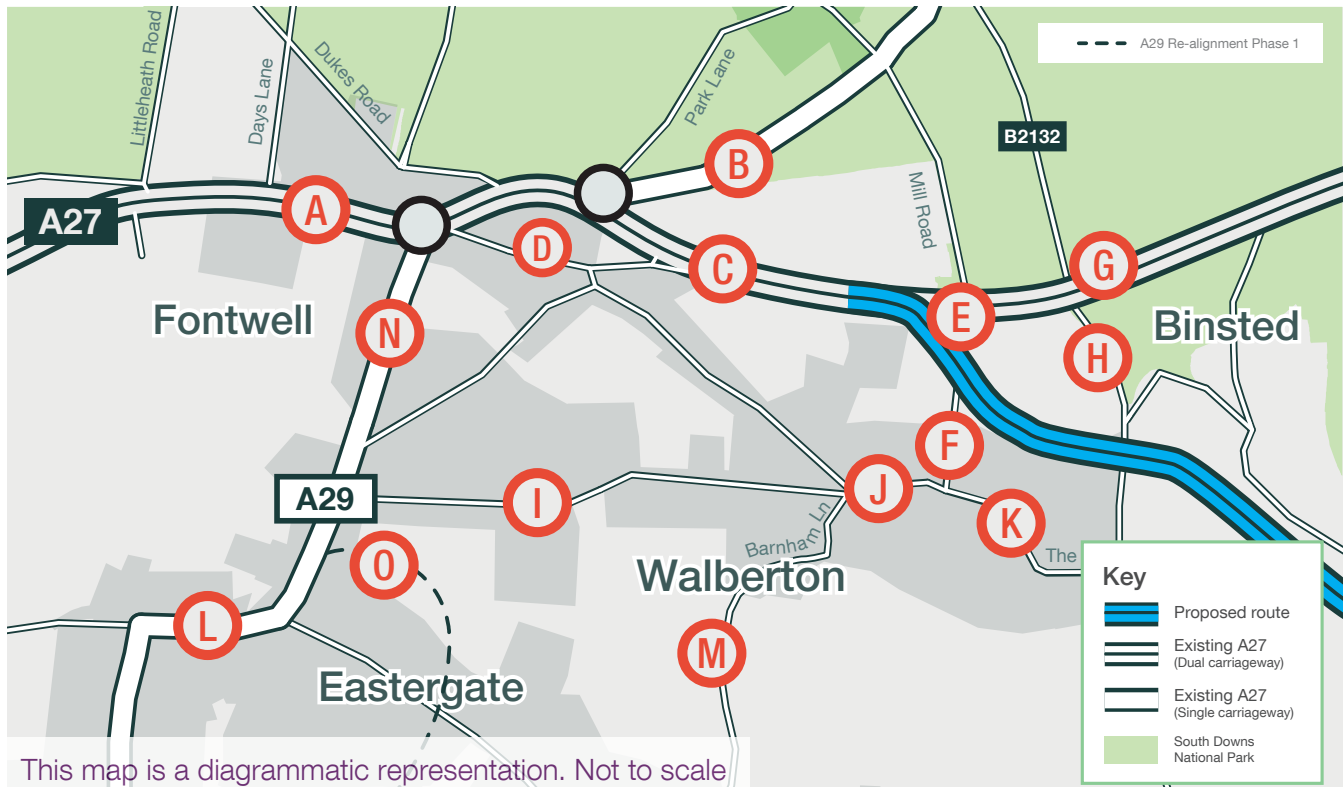 A29 Re-alignment Phase 1
Littleheath Road
Days Lane
Dukes Road
Park Lane
B2132
Mill Road
A27
A
B
C
D
E
G
H
Fontwell
Binsted
N
F
A29
I
J
K
O
Barnham Ln
Walberton
The
L
M
Eastergate
Key
Proposed route
Existing A27
(Dual carriageway)
Existing A27
(Single carriageway)
South Downs
National Park
This map is a diagrammatic representation. Not to scale